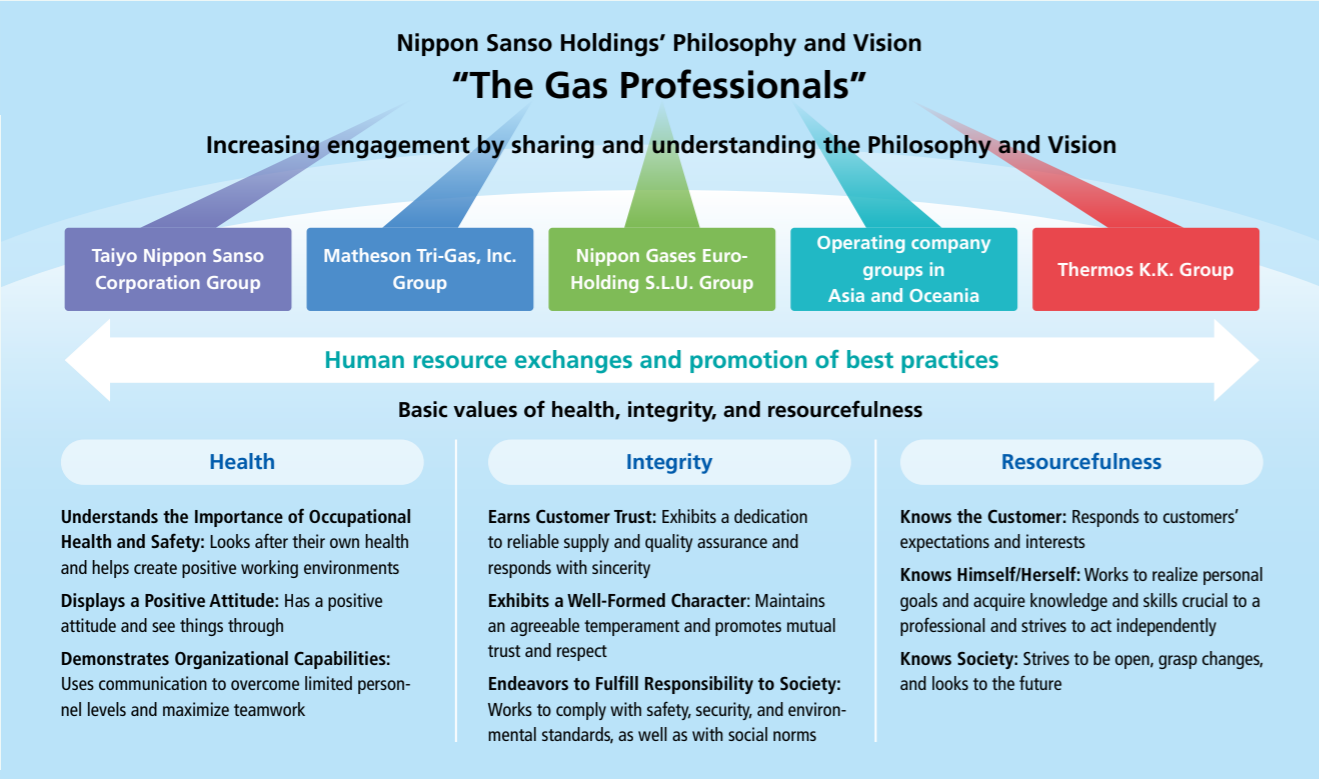 Nippon Sanso Holdings’ Philosophy and Vision
“The Gas Professionals”
Increasing engagement by sharing and understanding the Philosophy and Vision
Taiyo Nippon Sanso
Corporation Group
Matheson Tri-Gas, Inc.
Group
Nippon Gases Euro-
Holding S.L.U. Group
Operating company
groups in
Asia and Oceania
Thermos K.K. Group
Human resource exchanges and promotion of best practices
Basic values of health, integrity, and resourcefulness
Health
Understands the Importance of Occupational
Health and Safety: Looks after their own health
and helps create positive working environments
Displays a Positive Attitude: Has a positive
attitude and see things through
Demonstrates Organizational Capabilities:
Uses communication to overcome limited person-
nel levels and maximize teamwork
Integrity
Earns Customer Trust: Exhibits a dedication
to reliable supply and quality assurance and
responds with sincerity
Exhibits a Well-Formed Character: Maintains
an agreeable temperament and promotes mutual
trust and respect
Endeavors to Fulfill Responsibility to Society:
Works to comply with safety, security, and environ-
mental standards, as well as with social norms
Resourcefulness
Knows the Customer: Responds to customers’
expectations and interests
Knows Himself/Herself: Works to realize personal
goals and acquire knowledge and skills crucial to a
professional and strives to act independently
Knows Society: Strives to be open, grasp changes,
and looks to the future